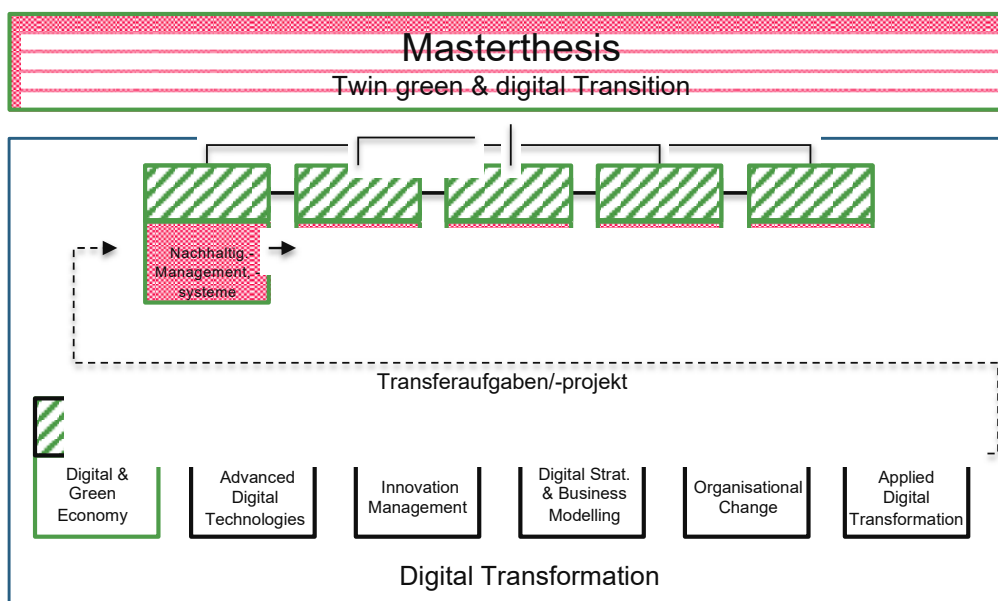 Masterthesis
Twin green & digital Transition
Nachhaltig.-
Management, -
systeme
Transferaufgaben/-projekt
Digital &
Green
Economy
Advanced
Digital
Technologies
Innovation
Management
Digital Strat.
& Business
Modelling
Organisational
Change
Applied
Digital
Transformation
Digital Transformation